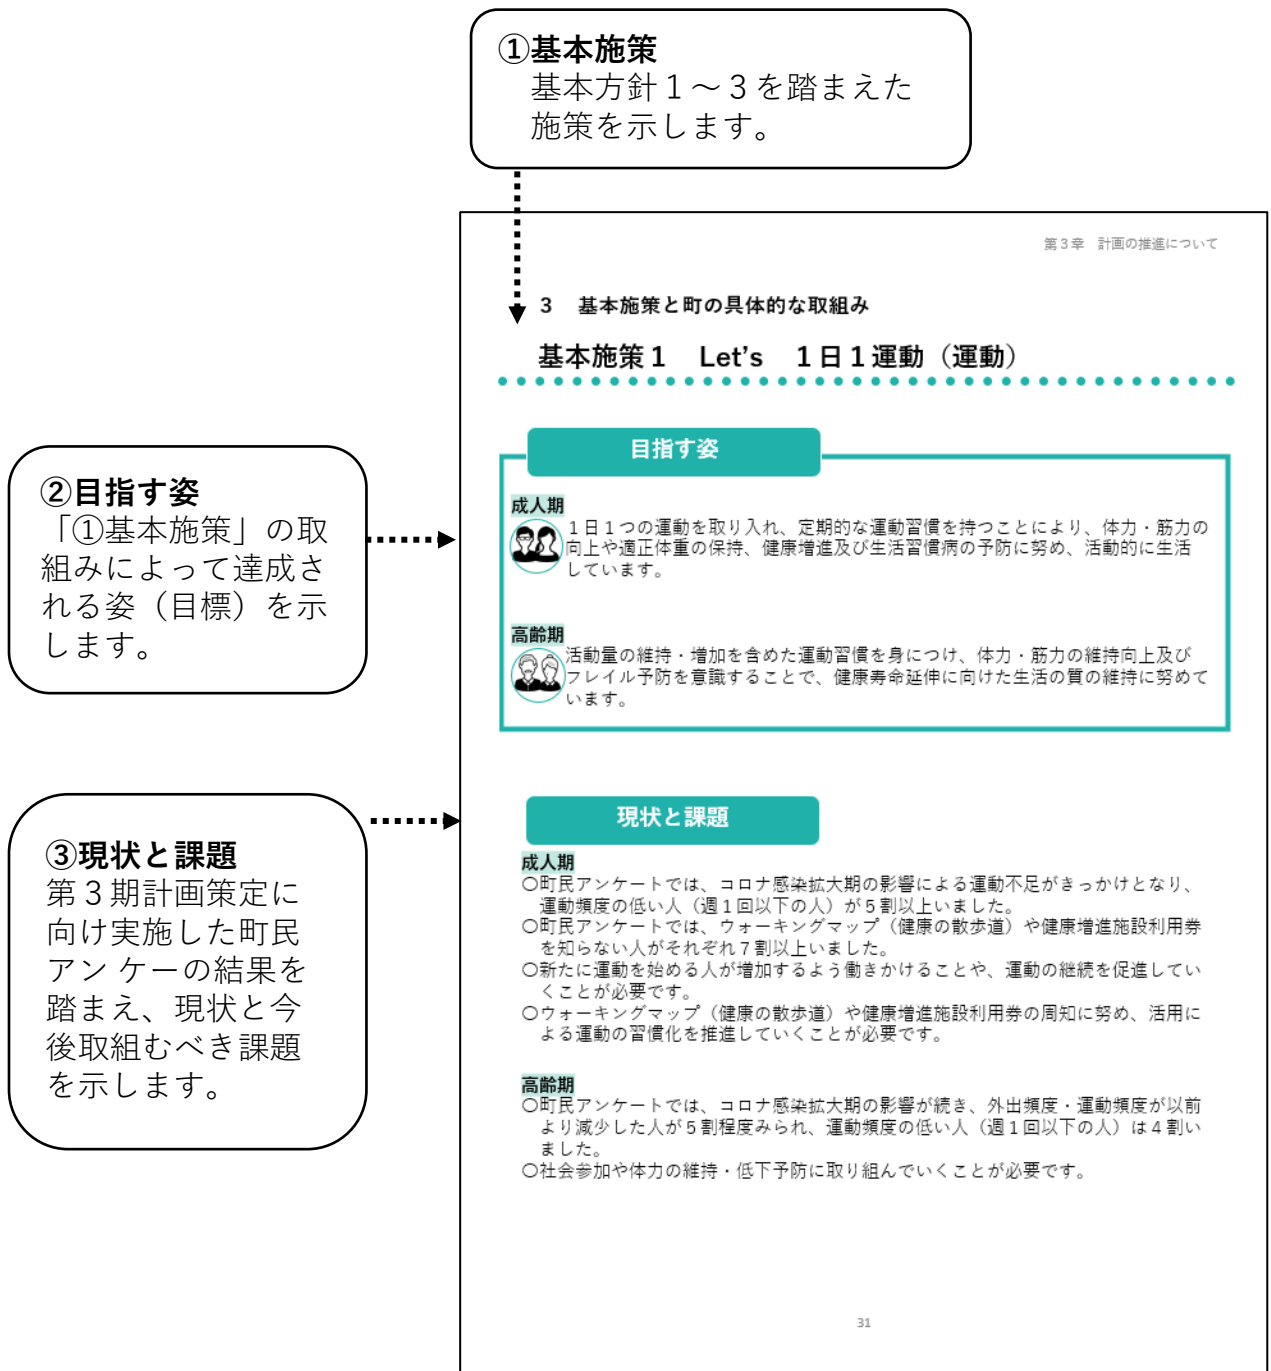 ①基本施策
基本方針１～３を踏まえた
施策を示します。
第３章　計画の推進について
3　基本施策と町の具体的な取組み
基本施策１　Let’s　１日１運動（運動）
目指す姿
②目指す姿
「①基本施策」の取
組みによって達成さ
れる姿（目標）を示
します。
成人期
１日１つの運動を取り入れ、定期的な運動習慣を持つことにより、体力・筋力の
向上や適正体重の保持、健康増進及び生活習慣病の予防に努め、活動的に生活
しています。
高齢期
活動量の維持・増加を含めた運動習慣を身につけ、体力・筋力の維持向上及び
フレイル予防を意識することで、健康寿命延伸に向けた生活の質の維持に努めて
います。
③現状と課題
第３期計画策定に
向け実施した町民
アン ケーの結果を
踏まえ、現状と今
後取組むべき課題
を示します。
現状と課題
成人期
〇町民アンケートでは、コロナ感染拡大期の影響による運動不足がきっかけとなり、
運動頻度の低い人（週１回以下の人）が５割以上いました。
〇町民アンケートでは、ウォーキングマップ（健康の散歩道）や健康増進施設利用券
を知らない人がそれぞれ７割以上いました。
〇新たに運動を始める人が増加するよう働きかけることや、運動の継続を促進してい
くことが必要です。
〇ウォーキングマップ（健康の散歩道）や健康増進施設利用券の周知に努め、活用に
よる運動の習慣化を推進していくことが必要です。
高齢期
〇町民アンケートでは、コロナ感染拡大期の影響が続き、外出頻度・運動頻度が以前
より減少した人が５割程度みられ、運動頻度の低い人（週１回以下の人）は４割い
ました。
〇社会参加や体力の維持・低下予防に取り組んでいくことが必要です。
31